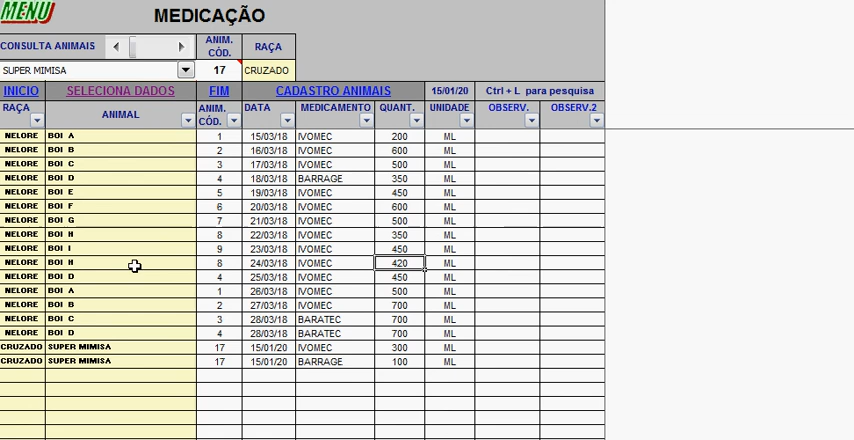 MENU
MEDICAÇÃO
CONSULTA ANIMAIS ANIM. CÓD. RAÇA
SUPER MIMISA 17 CRUZADO
INICIO SELECIONA DADOS FIM CADASTRO ANIMAIS 15/01/20 Ctrl + L para pesquisa
RAÇA ANIMAL ANIM. CÓD. DATA MEDICAMENTO QUANT. UNIDADE OBSERV. OBSERV.2
NELORE BOI A 1 15/03/18 IVOMEC 200 ML
NELORE BOI B 2 16/03/18 IVOMEC 600 ML
NELORE BOI C 3 17/03/18 IVOMEC 500 ML
NELORE BOI D 4 18/03/18 BARRAGE 350 ML
NELORE BOI E 5 19/03/18 IVOMEC 450 ML
NELORE BOI F 6 20/03/18 IVOMEC 600 ML
NELORE BOI G 7 21/03/18 IVOMEC 500 ML
NELORE BOI H 8 22/03/18 IVOMEC 350 ML
NELORE BOI I 9 23/03/18 IVOMEC 450 ML
NELORE BOI H 8 24/03/18 IVOMEC 420 ML
NELORE BOI D 4 25/03/18 IVOMEC 450 ML
NELORE BOI A 1 26/03/18 IVOMEC 500 ML
NELORE BOI B 2 27/03/18 IVOMEC 700 ML
NELORE BOI C 3 28/03/18 BARATEC 700 ML
NELORE BOI D 4 28/03/18 BARATEC 700 ML
CRUZADO SUPER MIMISA 17 15/01/20 IVOMEC 300 ML
CRUZADO SUPER MIMISA 17 15/01/20 BARRAGE 100 ML